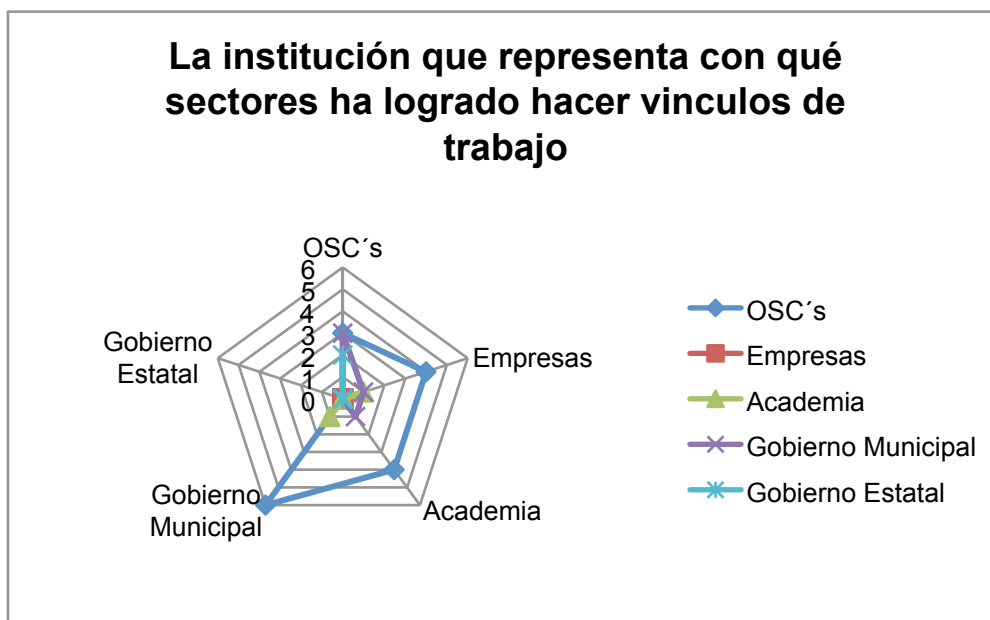 La institución que representa con qué
sectores ha logrado hacer vinculos de
trabajo
OSC´s
6
5
4
3
2
1
0
Empresas
Academia
Gobierno
Municipal
Gobierno
Estatal
OSC´s
Empresas
Academia
Gobierno Municipal
Gobierno Estatal